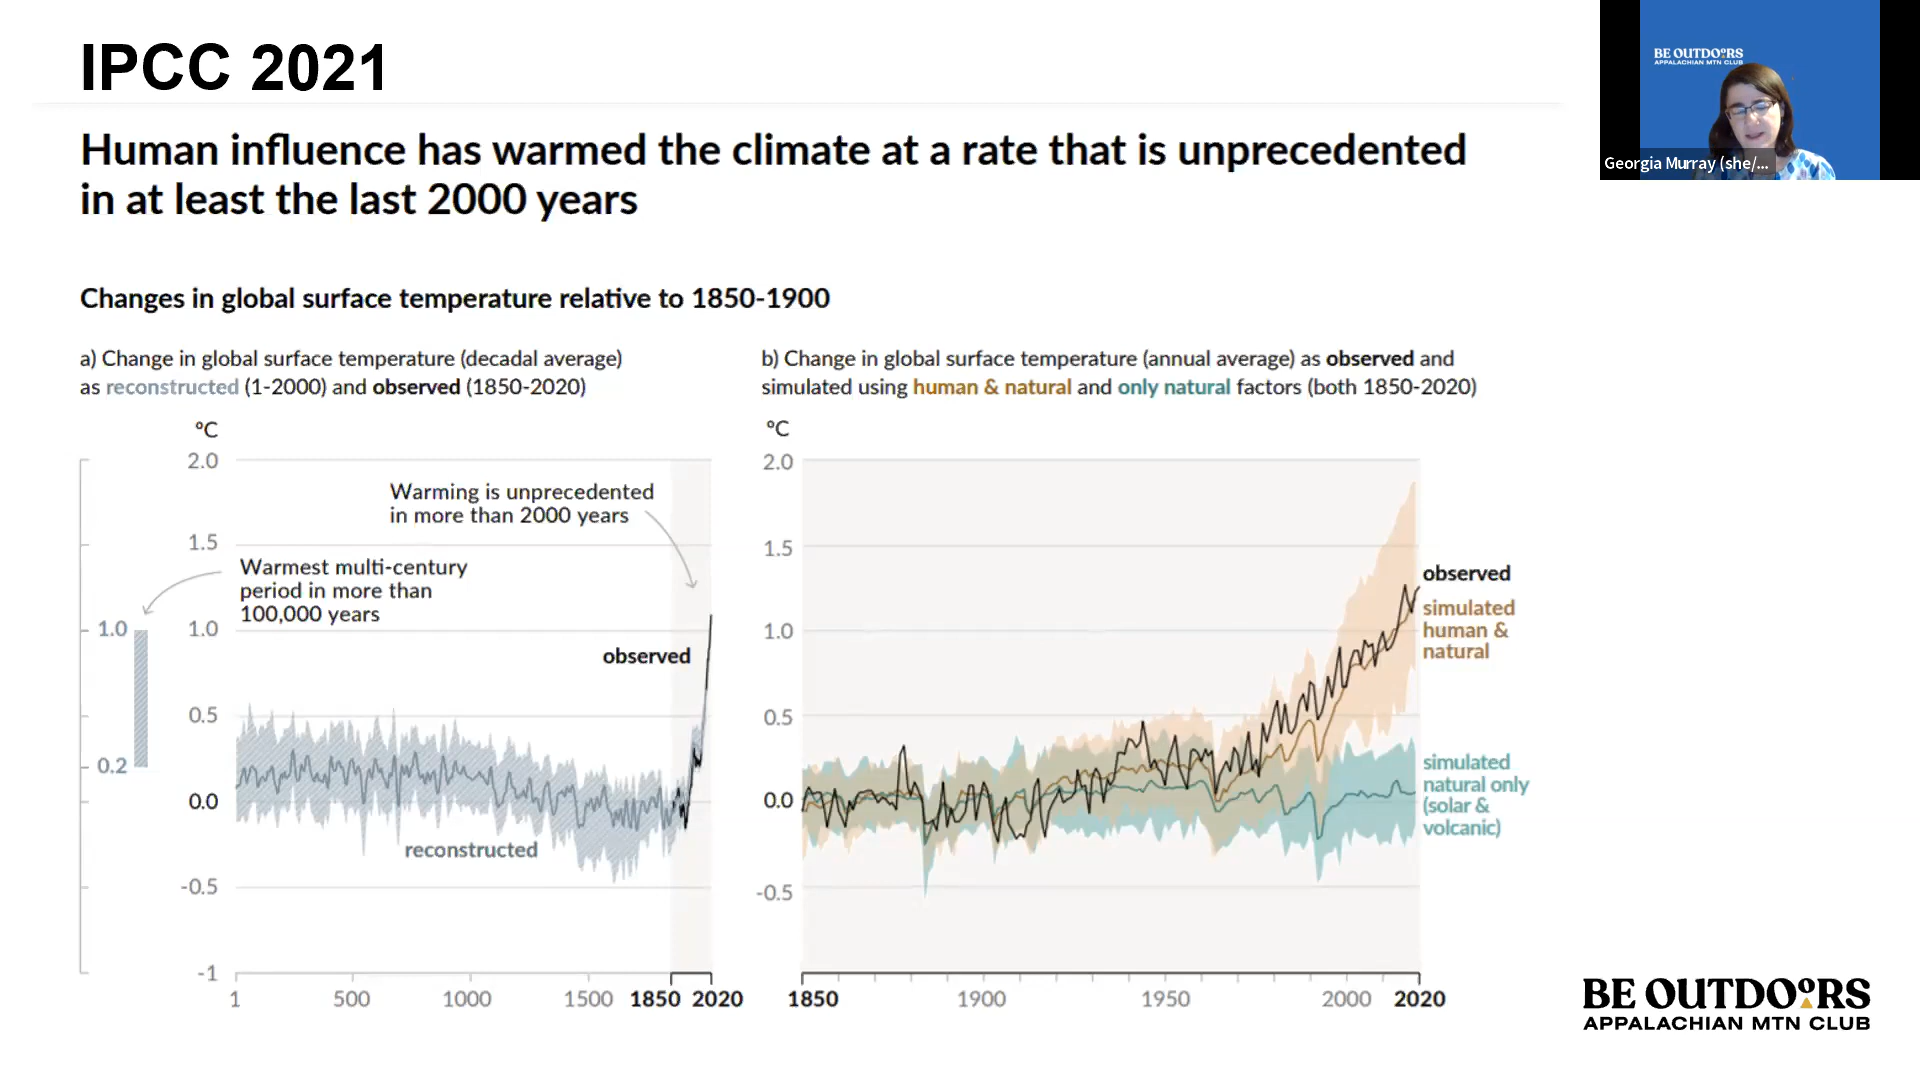 IPCC 2021
BE OUTDOORS
APPALACHIAN MTN CLUB
Georgia Murray (she/...
Human influence has warmed the climate at a rate that is unprecedented
in at least the last 2000 years
Changes in global surface temperature relative to 1850-1900
a) Change in global surface temperature (decadal average)
as reconstructed (1-2000) and observed (1850-2020)
ºC
2.0
1.5
1.0
0.5
0.0
-0.5
-1
1.0
0.2
Warming is unprecedented
in more than 2000 years
Warmest multi-century
period in more than
100,000 years
observed
reconstructed
1 500 1000 1500 1850 2020
b) Change in global surface temperature (annual average) as observed and
simulated using human & natural and only natural factors (both 1850-2020)
ºC
2.0
1.5
1.0
0.5
0.0
-0.5
observed
simulated
human &
natural
simulated
natural only
(solar &
volcanic)
1850 1900 1950 2000 2020
BE OUTDOORS
APPALACHIAN MTN CLUB